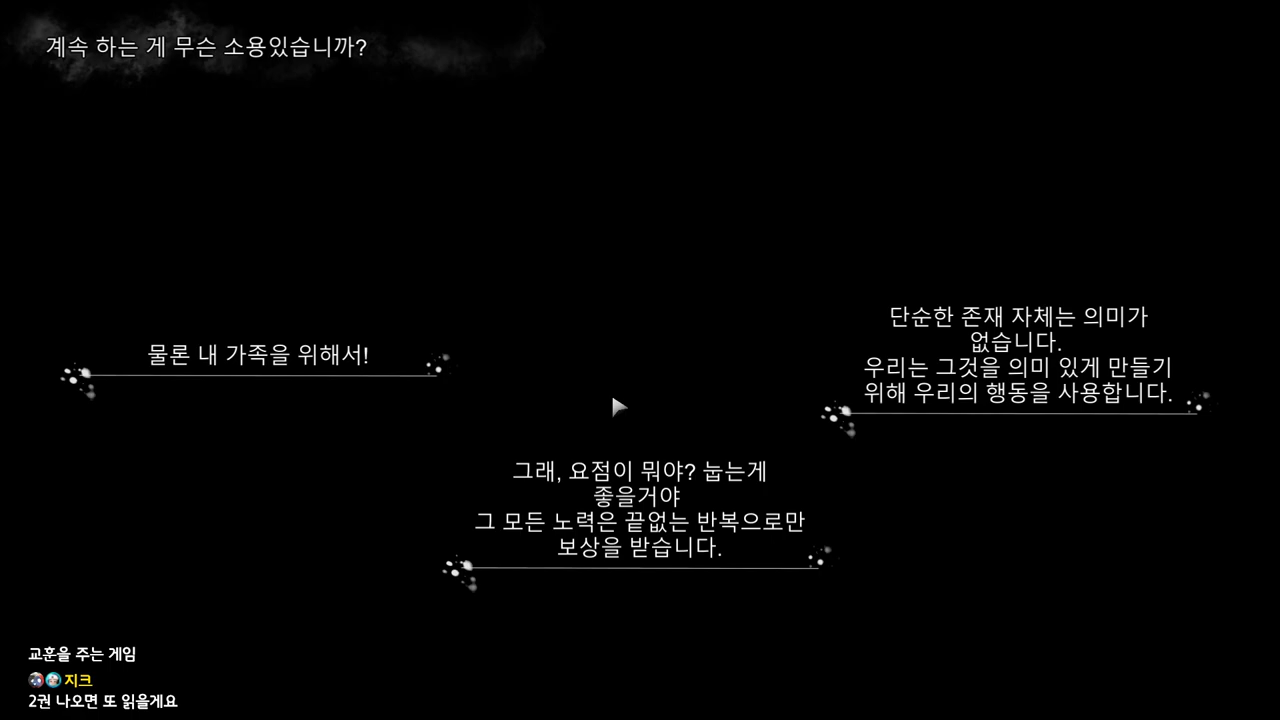 계속 하는 게 무슨 소용있습니까?
물론 내 가족을 위해서!
단순한 존재 자체는 의미가
없습니다.
우리는 그것을 의미 있게 만들기
위해 우리의 행동을 사용합니다.
그래, 요점이 뭐야? 눕는게
좋을거야
그 모든 노력은 끝없는 반복으로만
보상을 받습니다.
교훈을 주는 게임
지크
2권 나오면 또 읽을게요